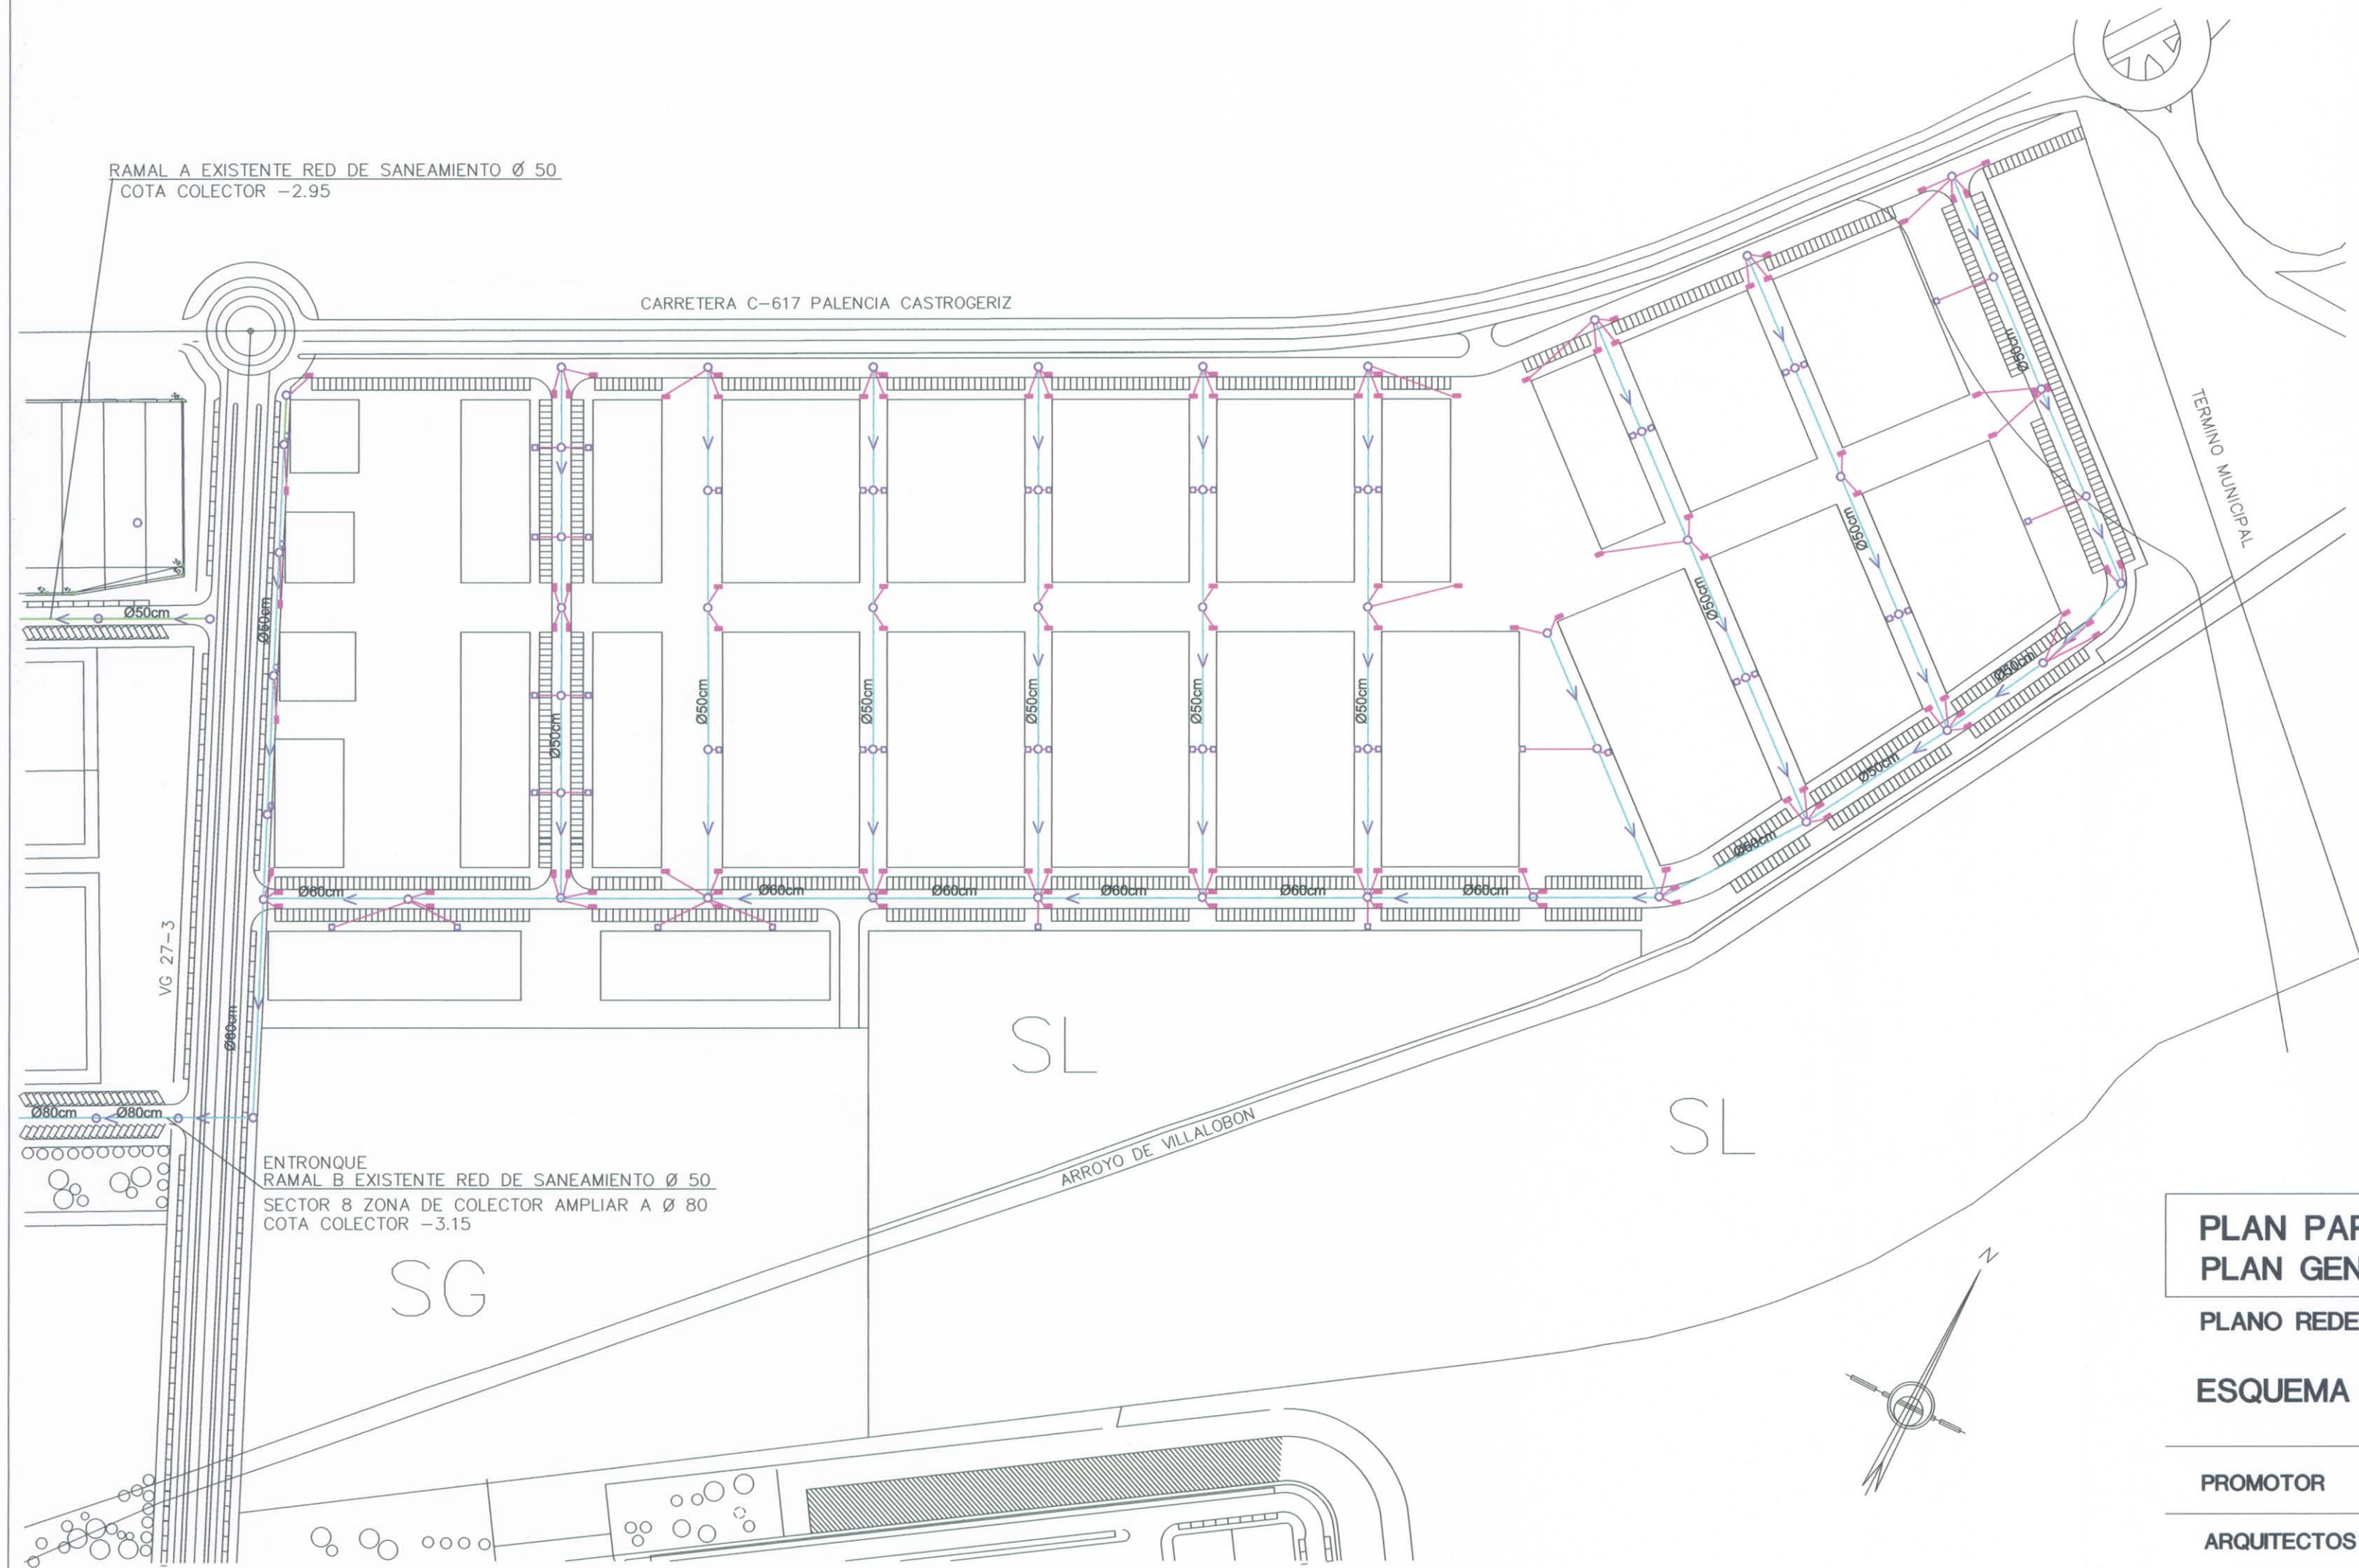 RAMAL A EXISTENTE RED DE SANEAMIENTO Ø 50
COTA COLECTOR -2.95
CARRETERA C-617 PALENCIA CASTROGERIZ
TERMINO MUNICIPAL
Ø50cm
Ø50cm
Ø50cm
Ø50cm
Ø50cm
Ø50cm
Ø50cm
Ø50cm
Ø50cm
Ø50cm
Ø50cm
Ø50cm
Ø50cm
Ø60cm
Ø60cm
Ø60cm
Ø60cm
Ø60cm
Ø60cm
Ø60cm
Ø60cm
VG 27-3
Ø80cm
Ø80cm
ENTRONQUE
RAMAL B EXISTENTE RED DE SANEAMIENTO Ø 50
SECTOR 8 ZONA DE COLECTOR AMPLIAR A Ø 80
COTA COLECTOR -3.15
SL
SL
SG
ARROYO DE VILLALOBON
N
PLAN PAR
PLAN GEN
PLANO REDE
ESQUEMA
PROMOTOR
ARQUITECTOS